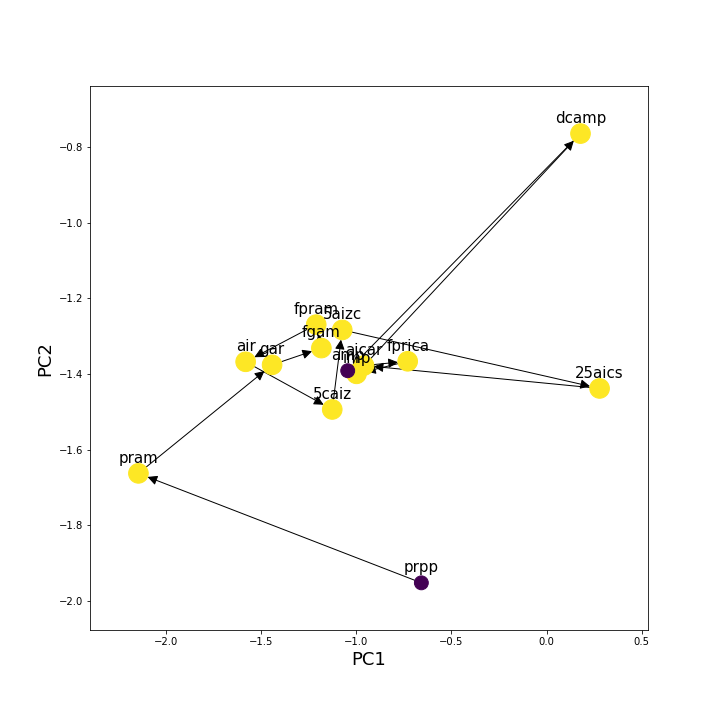 dcamp
−0.8
−1.0
−1.2
fpram
5aizc
fgam
air
gar
aicar
fprica
amp
imp
−1.4
25aics
5caiz
pram
−1.6
−1.8
prpp
−2.0
−2.0
−1.5
−1.0
−0.5
0.0
0.5
PC1
PC2